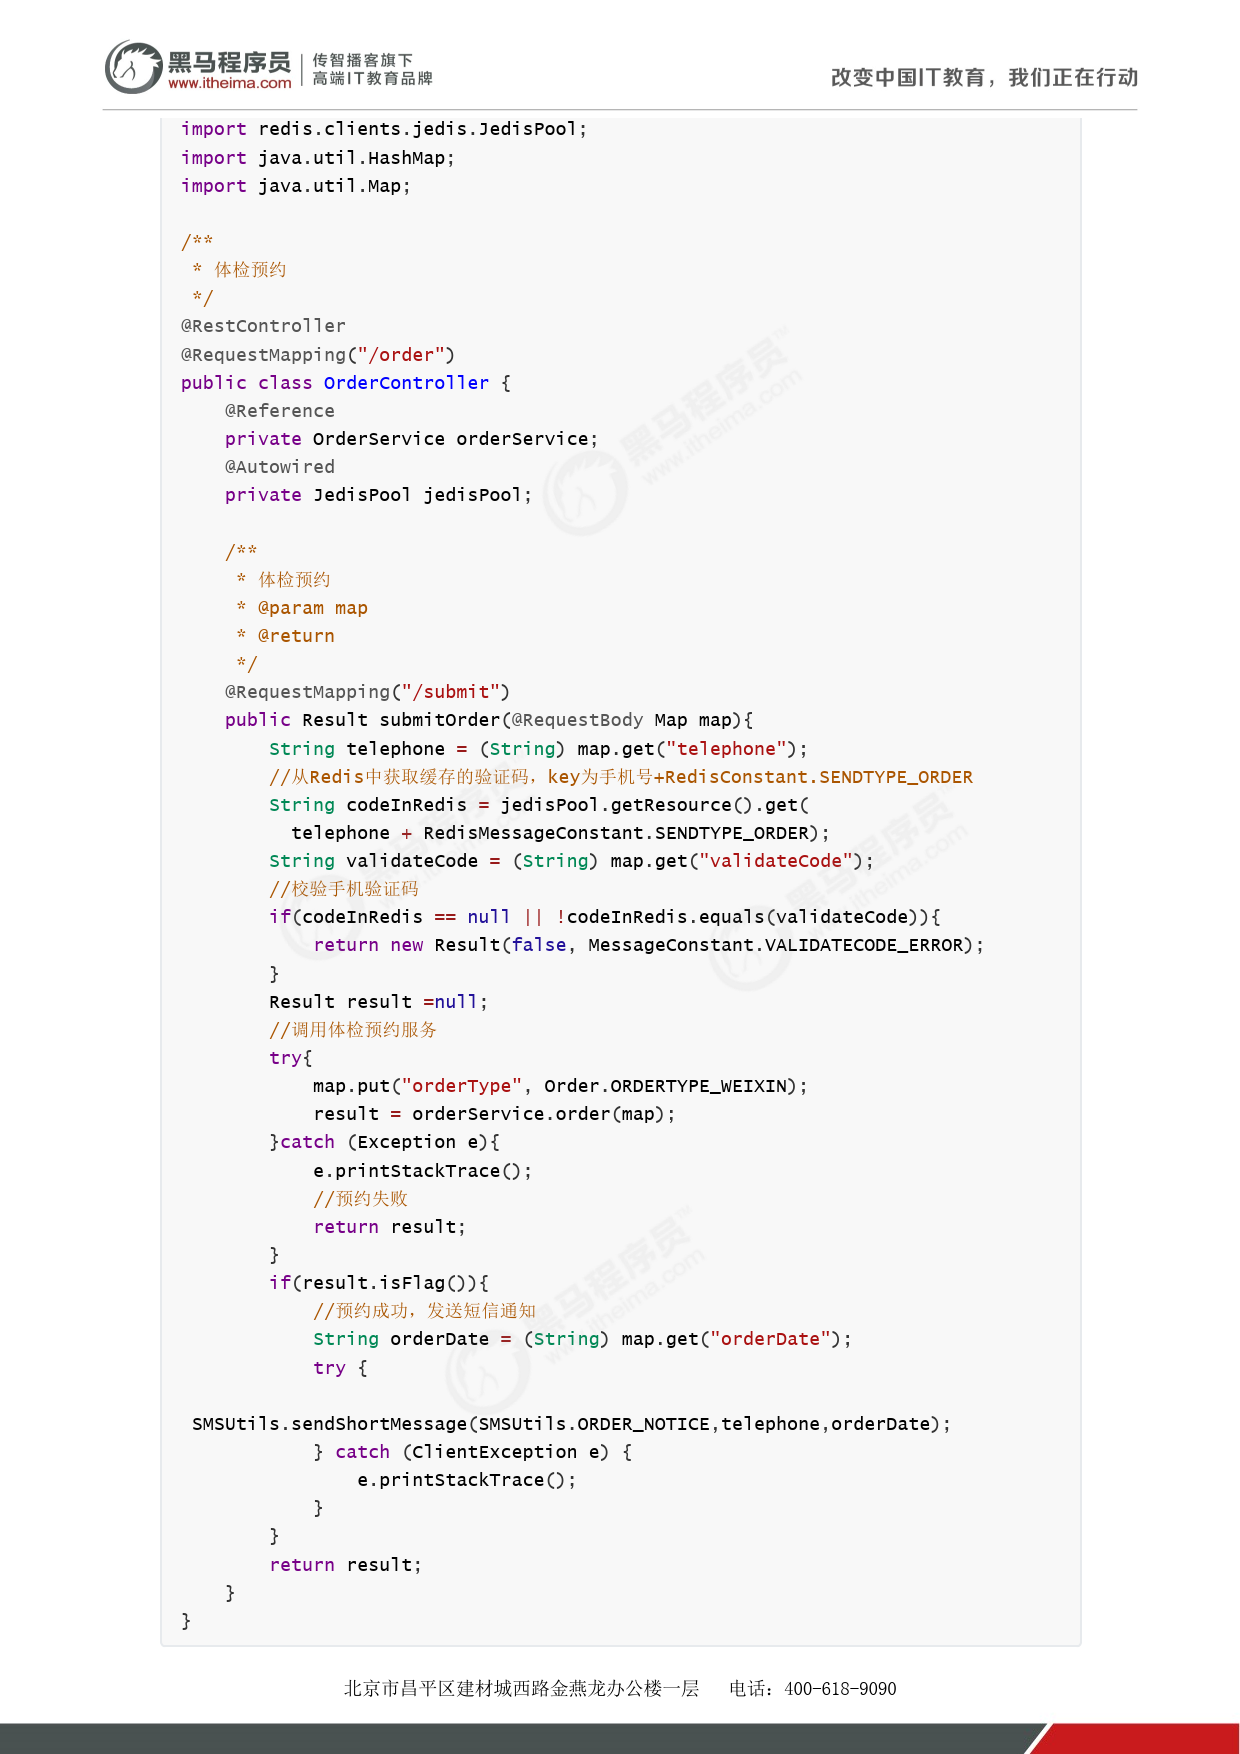 黑马程序员
www.itheima.com
传智播客旗下
高端IT教育品牌
改变中国IT教育，我们正在行动
import redis.clients.jedis.JedisPool;
import java.util.HashMap;
import java.util.Map;
/**
 * 体检预约
 */
@RestController
@RequestMapping("/order")
public class OrderController {
    @Reference
    private OrderService orderService;
    @Autowired
    private JedisPool jedisPool;
    /**
     * 体检预约
     * @param map
     * @return
     */
    @RequestMapping("/submit")
    public Result submitOrder(@RequestBody Map map){
        String telephone = (String) map.get("telephone");
        //从Redis中获取缓存的验证码，key为手机号+RedisConstant.SENDTYPE_ORDER
        String codeInRedis = jedisPool.getResource().get(
          telephone + RedisMessageConstant.SENDTYPE_ORDER);
        String validateCode = (String) map.get("validateCode");
        //校验手机验证码
        if(codeInRedis == null || !codeInRedis.equals(validateCode)){
            return new Result(false, MessageConstant.VALIDATECODE_ERROR);
        }
        Result result =null;
        //调用体检预约服务
        try{
            map.put("orderType", Order.ORDERTYPE_WEIXIN);
            result = orderService.order(map);
        }catch (Exception e){
            e.printStackTrace();
            //预约失败
            return result;
        }
        if(result.isFlag()){
            //预约成功，发送短信通知
            String orderDate = (String) map.get("orderDate");
            try {
 SMSUtils.sendShortMessage(SMSUtils.ORDER_NOTICE,telephone,orderDate);
            } catch (ClientException e) {
                e.printStackTrace();
            }
        }
        return result;
    }
}
北京市昌平区建材城西路金燕龙办公楼一层 电话：400-618-9090